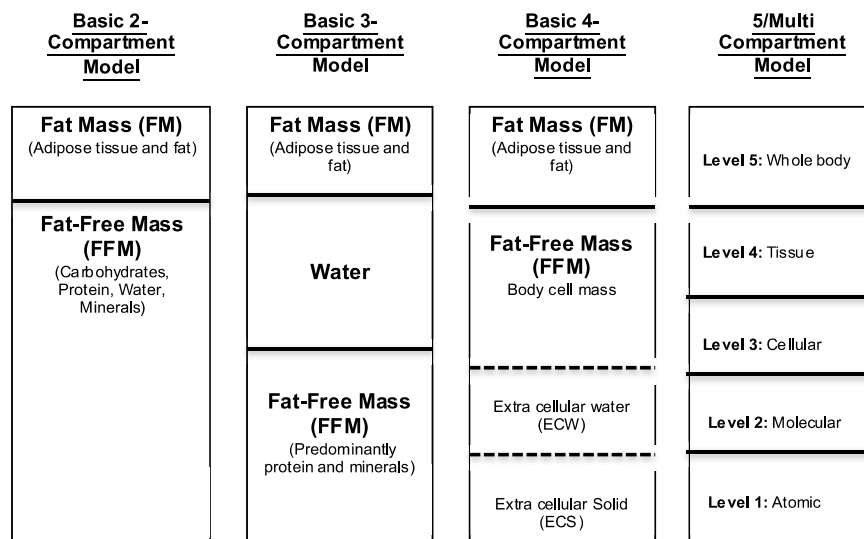 Basic 2-
Compartment
Model
Fat Mass (FM)
(Adipose tissue and fat)
Fat-Free Mass
(FFM)
(Carbohydrates,
Protein, Water,
Minerals)
Basic 3-
Compartment
Model
Fat Mass (FM)
(Adipose tissue and
fat)
Water
Fat-Free Mass
(FFM)
(Predominantly
protein and minerals)
Basic 4-
Compartment
Model
Fat Mass (FM)
(Adipose tissue and
fat)
Fat-Free Mass
(FFM)
Body cell mass
Extra cellular water
(ECW)
Extra cellular Solid
(ECS)
5/Multi
Compartment
Model
Level 5: Whole body
Level 4: Tissue
Level 3: Cellular
Level 2: Molecular
Level 1: Atomic